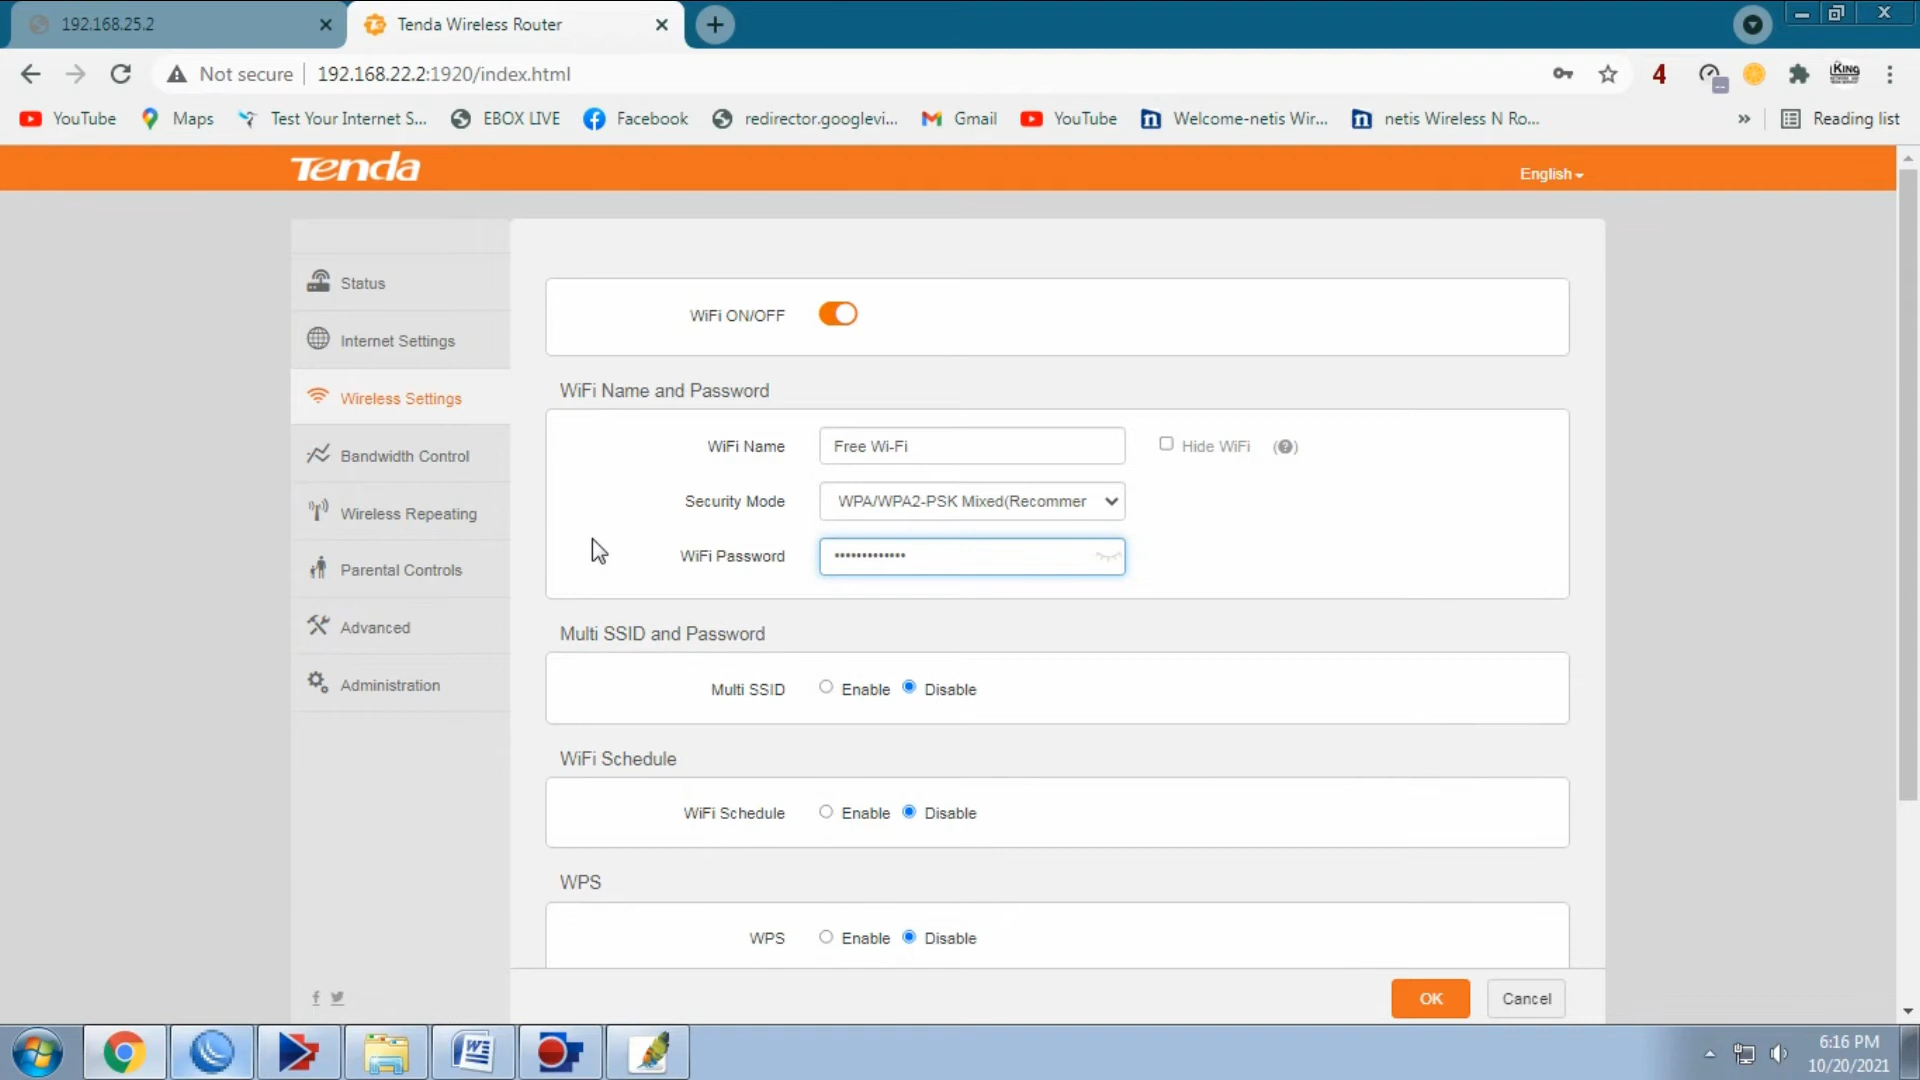 192.168.25.2
Tenda Wireless Router
Not secure 192.168.22.2:1920/index.html
4
KING
YouTube Maps Test Your Internet S... EBOX LIVE Facebook redirector.googlevi... Gmail YouTube Welcome-netis Wir... netis Wireless N Ro... » Reading list
Tenda
English
Status
Internet Settings
Wireless Settings
Bandwidth Control
Wireless Repeating
Parental Controls
Advanced
Administration
WiFi ON/OFF
WiFi Name and Password
WiFi Name Free Wi-Fi Hide WiFi (?)
Security Mode WPA/WPA2-PSK Mixed(Recommer
WiFi Password •••••••••••••
Multi SSID and Password
Multi SSID Enable Disable
WiFi Schedule
WiFi Schedule Enable Disable
WPS
WPS Enable Disable
OK Cancel
6:16 PM
10/20/2021